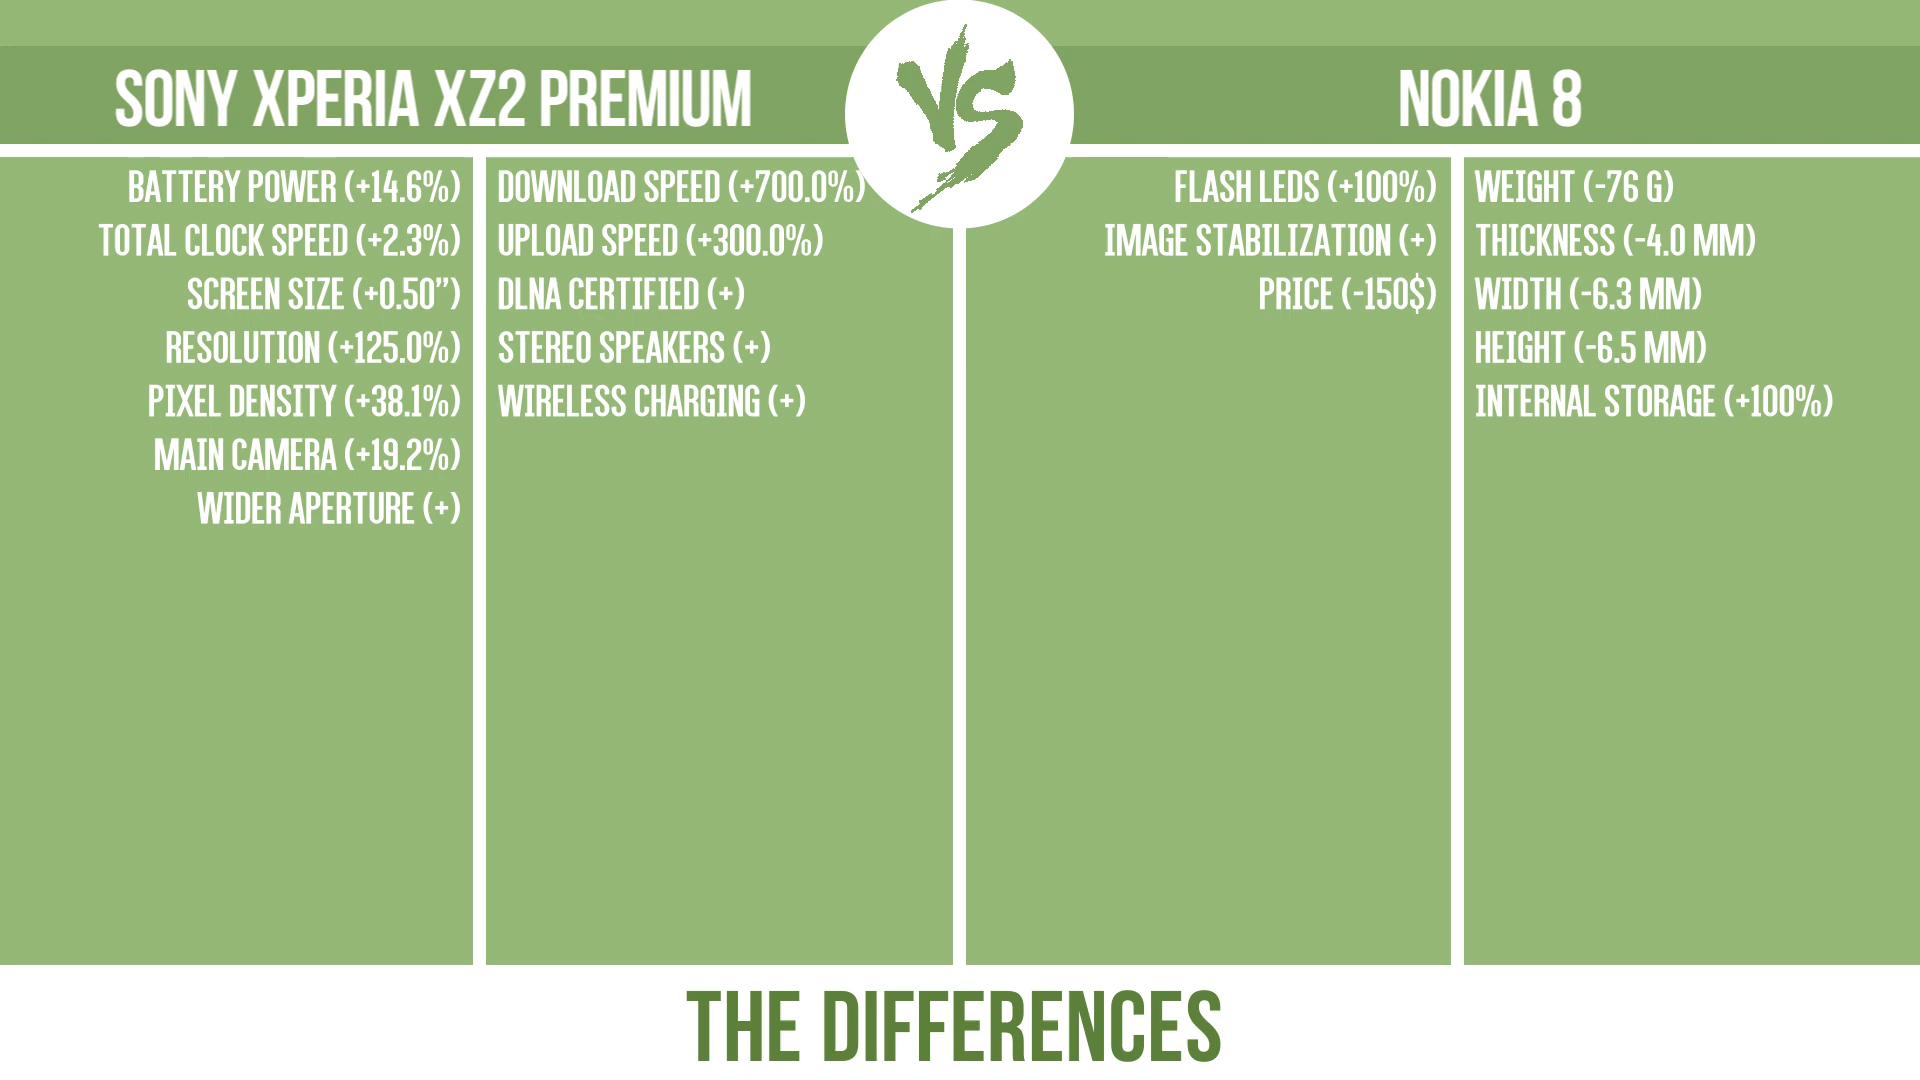 SONY XPERIA XZ2 PREMIUM
VS
NOKIA 8
BATTERY POWER (+14.6%)
TOTAL CLOCK SPEED (+2.3%)
SCREEN SIZE (+0.50”)
RESOLUTION (+125.0%)
PIXEL DENSITY (+38.1%)
MAIN CAMERA (+19.2%)
WIDER APERTURE (+)
DOWNLOAD SPEED (+700.0%)
UPLOAD SPEED (+300.0%)
DLNA CERTIFIED (+)
STEREO SPEAKERS (+)
WIRELESS CHARGING (+)
FLASH LEDS (+100%)
IMAGE STABILIZATION (+)
PRICE (-150$)
WEIGHT (-76 G)
THICKNESS (-4.0 MM)
WIDTH (-6.3 MM)
HEIGHT (-6.5 MM)
INTERNAL STORAGE (+100%)
THE DIFFERENCES